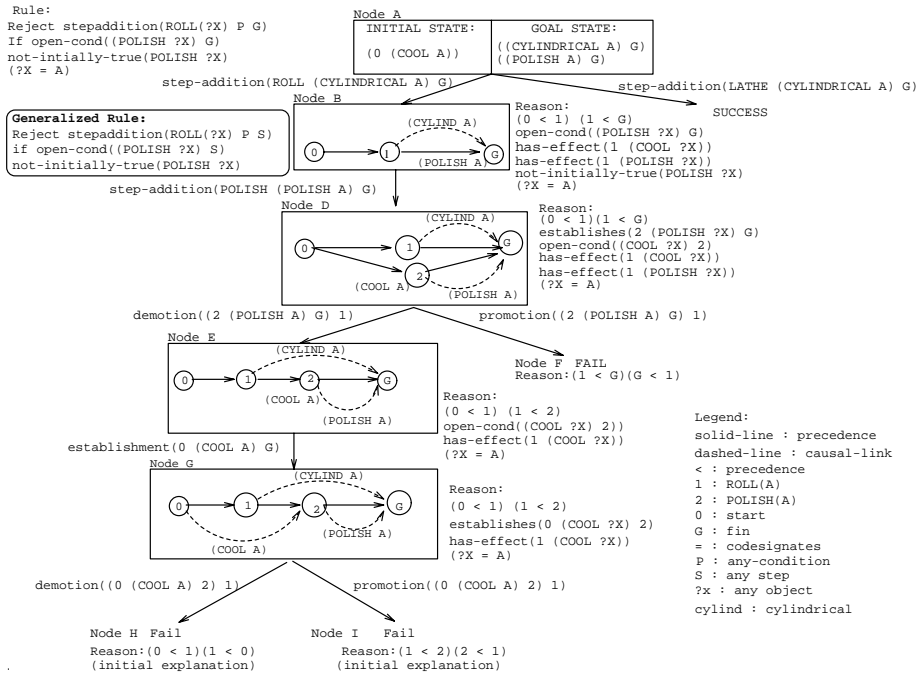 Rule:
Reject stepaddition(ROLL(?X) P G)
If open-cond((POLISH ?X) G)
not-intially-true(POLISH ?X)
(?X = A)
Node A
INITIAL STATE:
(0 (COOL A))
GOAL STATE:
((CYLINDRICAL A) G)
((POLISH A) G)
step-addition(ROLL (CYLINDRICAL A) G)
step-addition(LATHE (CYLINDRICAL A) G)
SUCCESS
Generalized Rule:
Reject stepaddition(ROLL(?X) P S)
if open-cond((POLISH ?X) S)
not-initially-true(POLISH ?X)
Node B
(CYLIND A)
0
1
G
(POLISH A)
Reason:
(0 < 1) (1 < G)
open-cond((POLISH ?X) G)
has-effect(1 (COOL ?X))
has-effect(1 (POLISH ?X))
not-initially-true(POLISH ?X)
(?X = A)
step-addition(POLISH (POLISH A) G)
Node D
(CYLIND A)
0
1
G
2
(COOL A)
(POLISH A)
Reason:
(0 < 1)(1 < G)
establishes(2 (POLISH ?X) G)
open-cond((COOL ?X) 2)
has-effect(1 (COOL ?X))
has-effect(1 (POLISH ?X))
(?X = A)
demotion((2 (POLISH A) G) 1)
promotion((2 (POLISH A) G) 1)
Node E
(CYLIND A)
0
1
2
G
(COOL A)
(POLISH A)
Node F FAIL
Reason:(1 < G)(G < 1)
Reason:
(0 < 1) (1 < 2)
open-cond((COOL ?X) 2))
has-effect(1 (COOL ?X))
(?X = A)
establishment(0 (COOL A) G)
Node G
(CYLIND A)
0
1
2
G
(POLISH A)
(COOL A)
Reason:
(0 < 1) (1 < 2)
establishes(0 (COOL ?X) 2)
has-effect(1 (COOL ?X))
(?X = A)
demotion((0 (COOL A) 2) 1)
promotion((0 (COOL A) 2) 1)
Node H Fail
Reason:(0 < 1)(1 < 0)
(initial explanation)
Node I Fail
Reason:(1 < 2)(2 < 1)
(initial explanation)
Legend:
solid-line : precedence
dashed-line : causal-link
< : precedence
1 : ROLL(A)
2 : POLISH(A)
0 : start
G : fin
= : codesignates
P : any-condition
S : any step
?x : any object
cylind : cylindrical